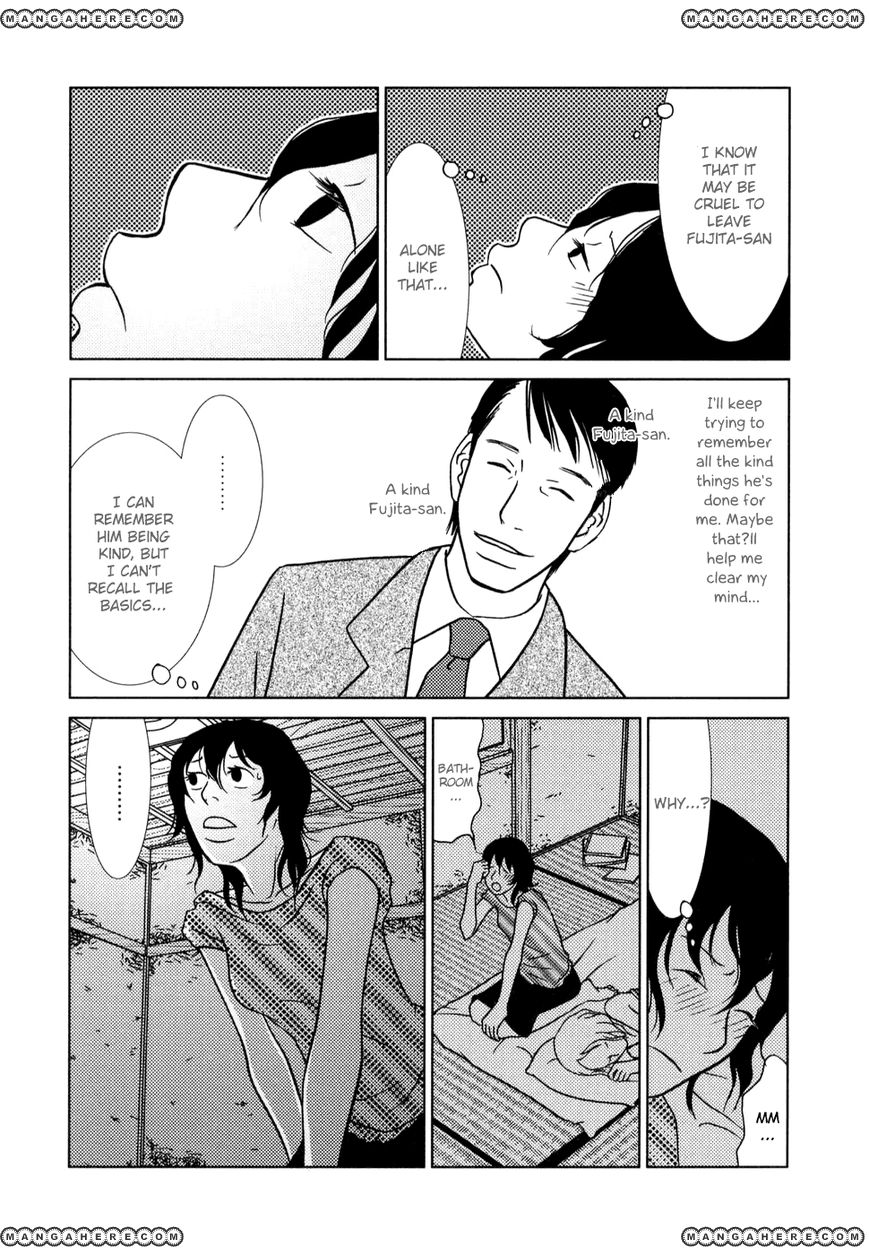 MANGAHERE.COM
MANGAHERE.COM
I KNOW
THAT IT
MAY BE
CRUEL TO
LEAVE
FUJITA-SAN
ALONE
LIKE
THAT...
I'll keep
trying to
remember
all the kind
things he's
done for
me. Maybe
that?ll
help me
clear my
mind...
A kind
Fujita-san.
A kind
Fujita-san.
.........
I CAN
REMEMBER
HIM BEING
KIND, BUT
I CAN'T
RECALL THE
BASICS...
WHY...?
MM
...
BATH-
ROOM
...
.........
MANGAHERE.COM
MANGAHERE.COM